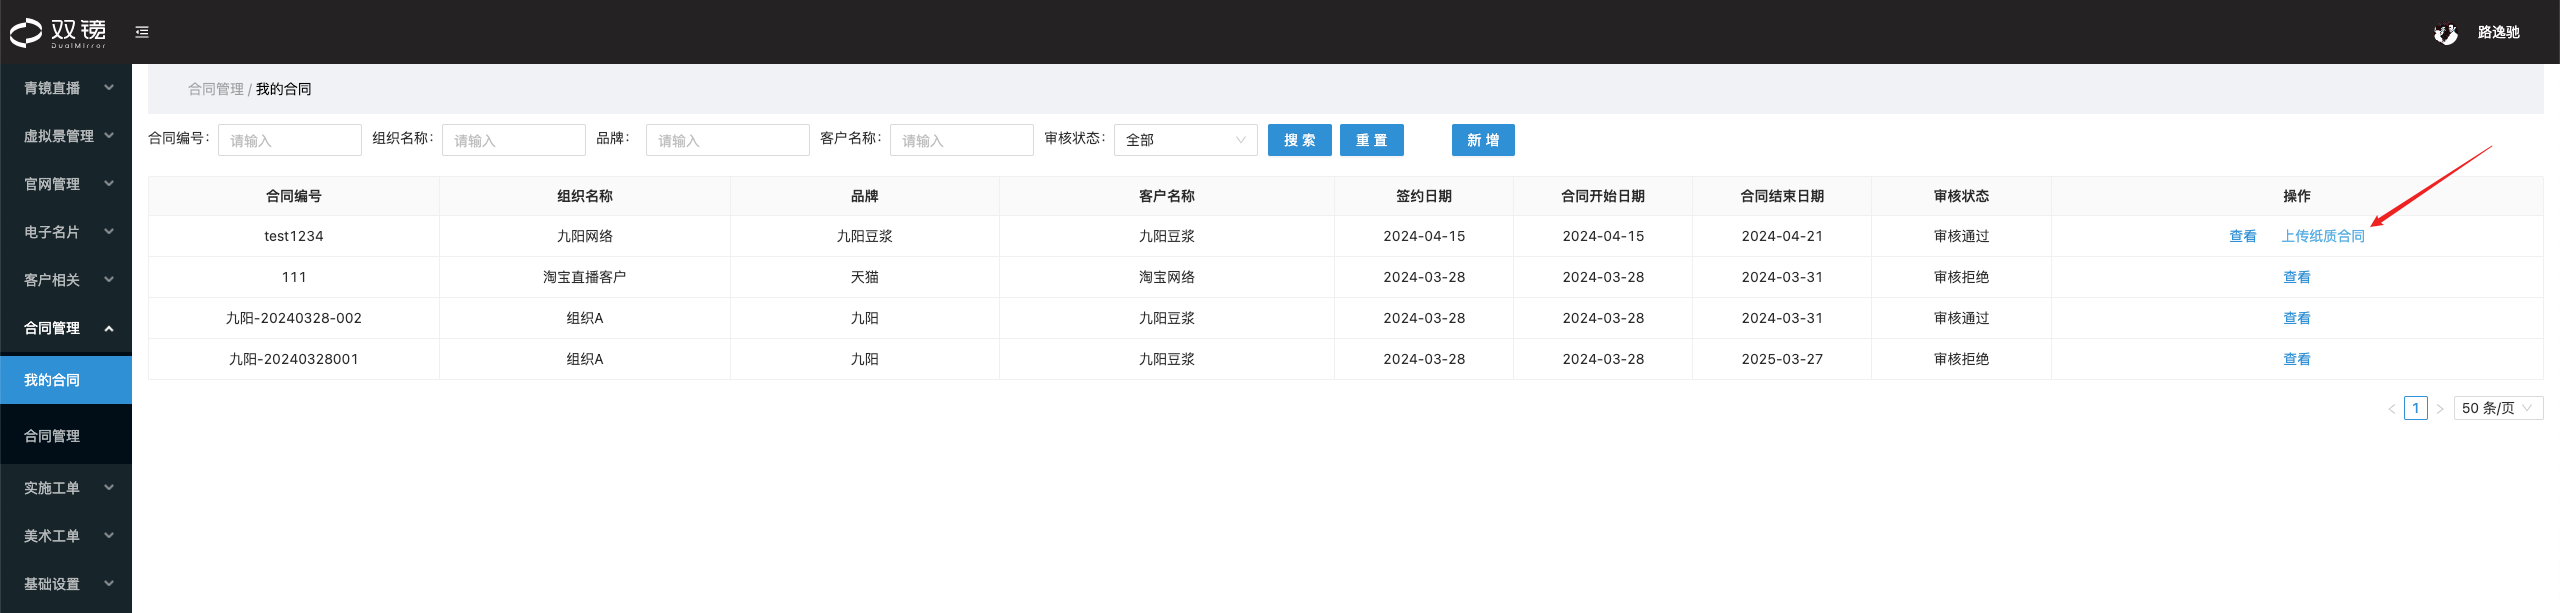 双镜
DualMirror
路逸驰
青镜直播
虚拟景管理
官网管理
电子名片
客户相关
合同管理
我的合同
合同管理
实施工单
美术工单
基础设置
合同管理 / 我的合同
合同编号: 请输入 组织名称: 请输入 品牌: 请输入 客户名称: 请输入 审核状态: 全部 搜索 重置 新增
合同编号 组织名称 品牌 客户名称 签约日期 合同开始日期 合同结束日期 审核状态 操作
test1234 九阳网络 九阳豆浆 九阳豆浆 2024-04-15 2024-04-15 2024-04-21 审核通过 查看 上传纸质合同
111 淘宝直播客户 天猫 淘宝网络 2024-03-28 2024-03-28 2024-03-31 审核拒绝 查看
九阳-20240328-002 组织A 九阳 九阳豆浆 2024-03-28 2024-03-28 2024-03-31 审核通过 查看
九阳-20240328001 组织A 九阳 九阳豆浆 2024-03-28 2024-03-28 2025-03-27 审核拒绝 查看
< 1 > 50 条/页